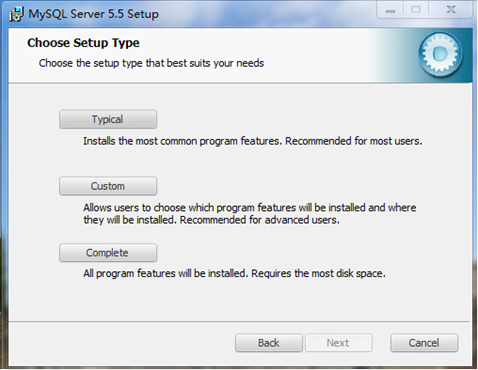 MySQL Server 5.5 Setup
Choose Setup Type
Choose the setup type that best suits your needs
Typical
Installs the most common program features. Recommended for most users.
Custom
Allows users to choose which program features will be installed and where
they will be installed. Recommended for advanced users.
Complete
All program features will be installed. Requires the most disk space.
Back
Next
Cancel